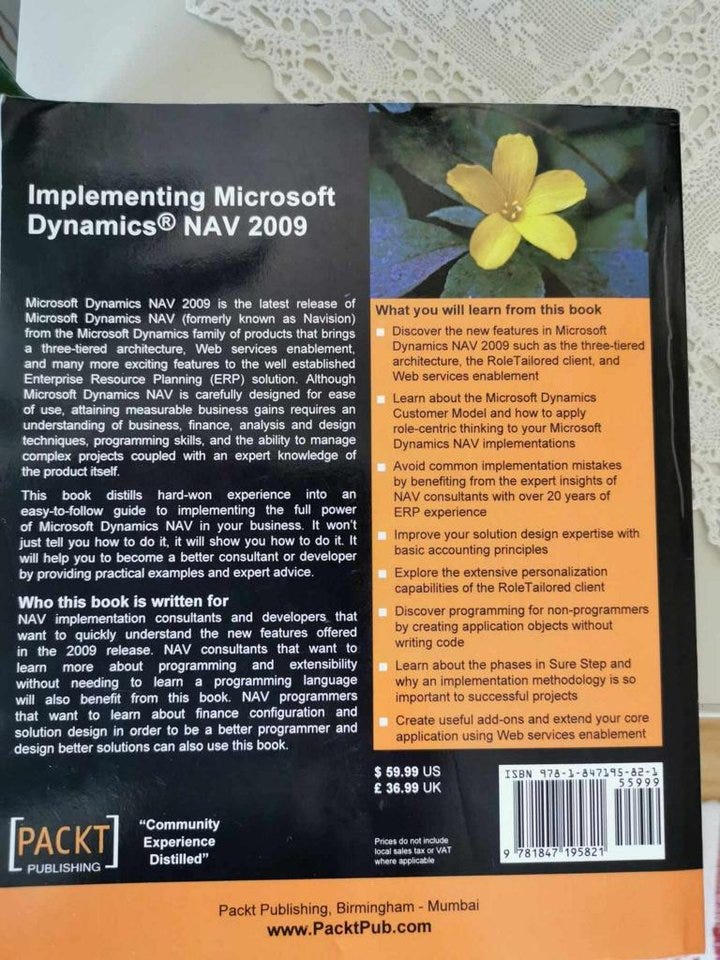 Implementing Microsoft
Dynamics® NAV 2009
Microsoft Dynamics NAV 2009 is the latest release of
Microsoft Dynamics NAV (formerly known as Navision)
from the Microsoft Dynamics family of products that brings
a three-tiered architecture, Web services enablement,
and many more exciting features to the well established
Enterprise Resource Planning (ERP) solution. Although
Microsoft Dynamics NAV is carefully designed for ease
of use, attaining measurable business gains requires an
understanding of business, finance, analysis and design
techniques, programming skills, and the ability to manage
complex projects coupled with an expert knowledge of
the product itself.
This book distills hard-won experience into an
easy-to-follow guide to implementing the full power
of Microsoft Dynamics NAV in your business. It won't
just tell you how to do it, it will show you how to do it. It
will help you to become a better consultant or developer
by providing practical examples and expert advice.
Who this book is written for
NAV implementation consultants and developers that
want to quickly understand the new features offered
in the 2009 release. NAV consultants that want to
learn more about programming and extensibility
without needing to learn a programming language
will also benefit from this book. NAV programmers
that want to learn about finance configuration and
solution design in order to be a better programmer and
design better solutions can also use this book.
What you will learn from this book
Discover the new features in Microsoft
Dynamics NAV 2009 such as the three-tiered
architecture, the RoleTailored client, and
Web services enablement
Learn about the Microsoft Dynamics
Customer Model and how to apply
role-centric thinking to your Microsoft
Dynamics NAV implementations
Avoid common implementation mistakes
by benefiting from the expert insights of
NAV consultants with over 20 years of
ERP experience
Improve your solution design expertise with
basic accounting principles
Explore the extensive personalization
capabilities of the RoleTailored client
Discover programming for non-programmers
by creating application objects without
writing code
Learn about the phases in Sure Step and
why an implementation methodology is so
important to successful projects
Create useful add-ons and extend your core
application using Web services enablement
[PACKT]
PUBLISHING
"Community
Experience
Distilled"
$ 59.99 US
£ 36.99 UK
Prices do not include
local sales tax or VAT
where applicable
ISBN 978-1-847195-82-1
55999
9 781847 195821
Packt Publishing, Birmingham - Mumbai
www.PacktPub.com